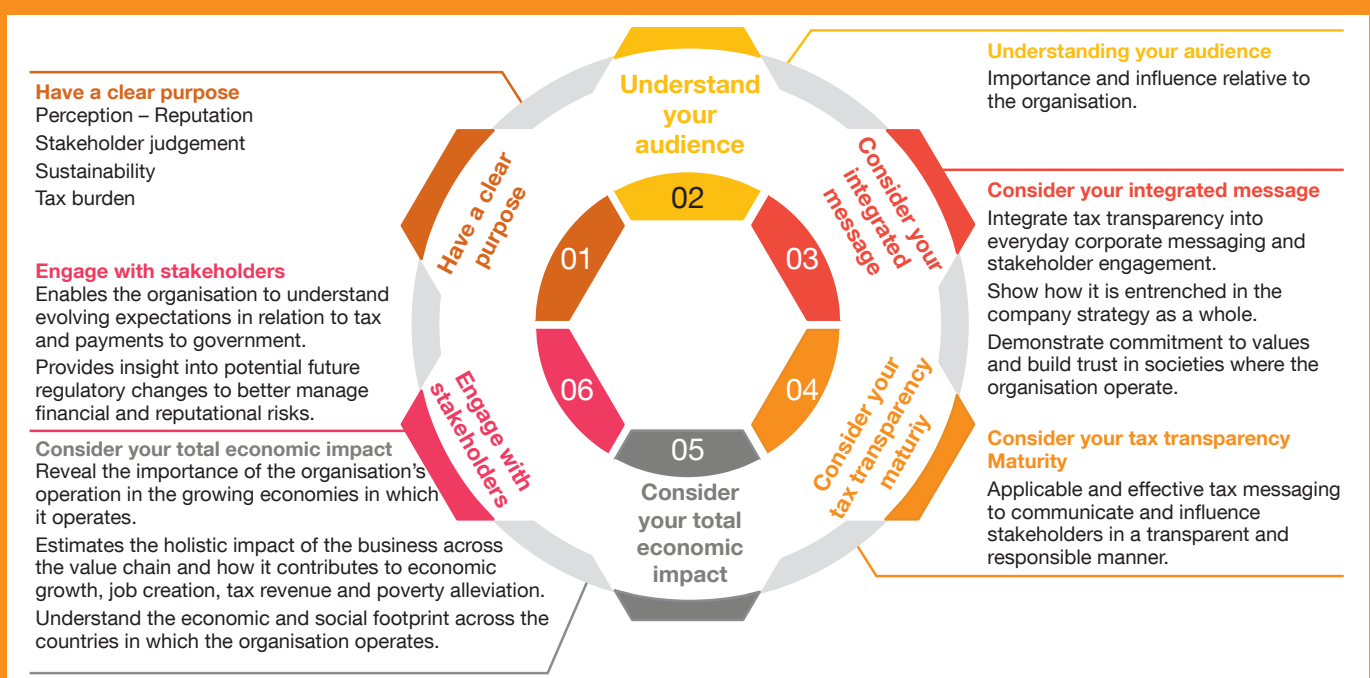 Have a clear purpose
Perception – Reputation
Stakeholder judgement
Sustainability
Tax burden
Engage with stakeholders
Enables the organisation to understand
evolving expectations in relation to tax
and payments to government.
Provides insight into potential future
regulatory changes to better manage
financial and reputational risks.
Consider your total economic impact
Reveal the importance of the organisation's
operation in the growing economies in which
it operates.
Estimates the holistic impact of the business across
the value chain and how it contributes to economic
growth, job creation, tax revenue and poverty alleviation.
Understand the economic and social footprint across the
countries in which the organisation operates.
Have a clear
purpose
01
Understand
your
audience
02
Consider your
integrated
message
03
Consider your
tax transparency
maturiy
04
05
Consider
your total
economic
impact
Engage with
stakeholders
06
Understanding your audience
Importance and influence relative to
the organisation.
Consider your integrated message
Integrate tax transparency into
everyday corporate messaging and
stakeholder engagement.
Show how it is entrenched in the
company strategy as a whole.
Demonstrate commitment to values
and build trust in societies where the
organisation operate.
Consider your tax transparency
Maturity
Applicable and effective tax messaging
to communicate and influence
stakeholders in a transparent and
responsible manner.